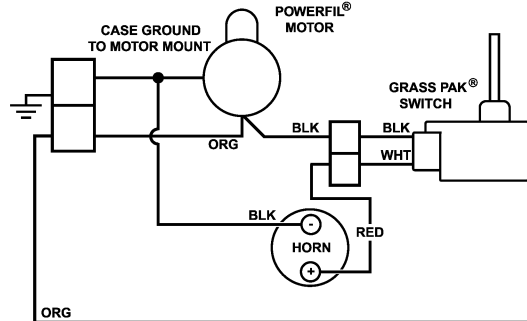 POWERFIL®
MOTOR
CASE GROUND
TO MOTOR MOUNT
GRASS PAK®
SWITCH
BLK
BLK
ORG
WHT
BLK
RED
-
HORN
+
ORG